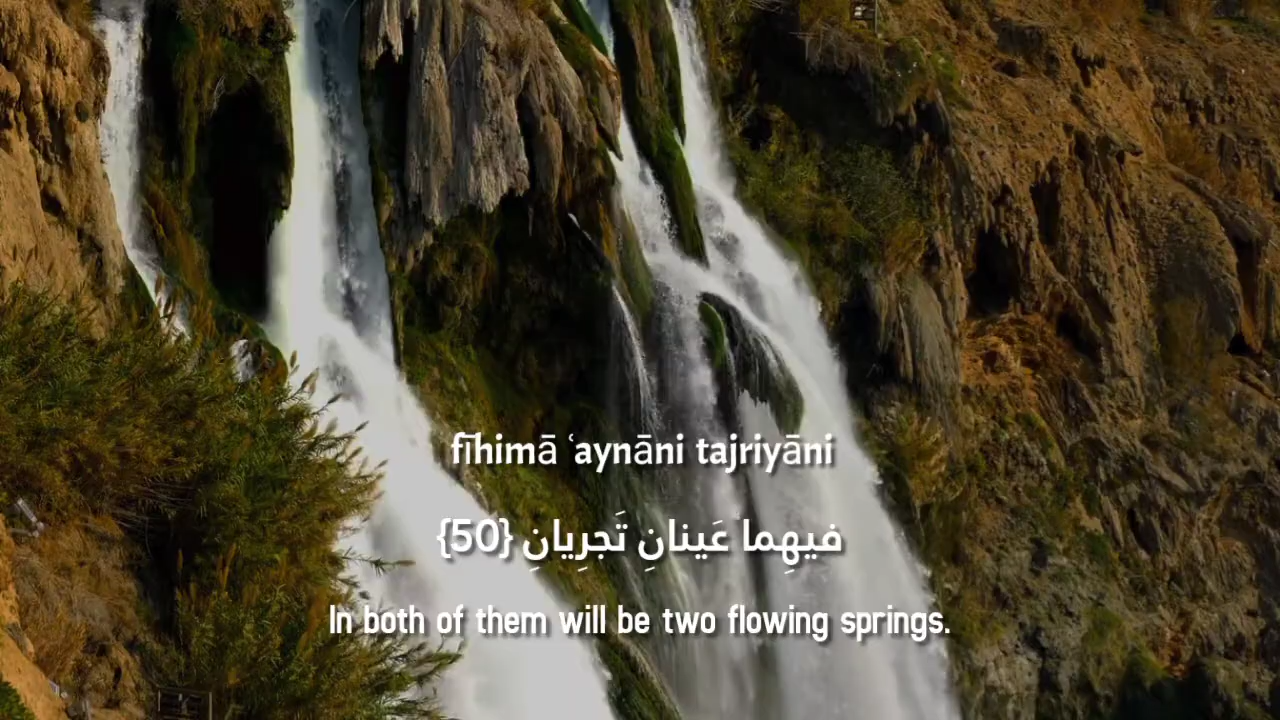 fīhimā ʿaynāni tajriyāni
فيهِما عَينانِ تَجرِيانِ {50}
In both of them will be two flowing springs.